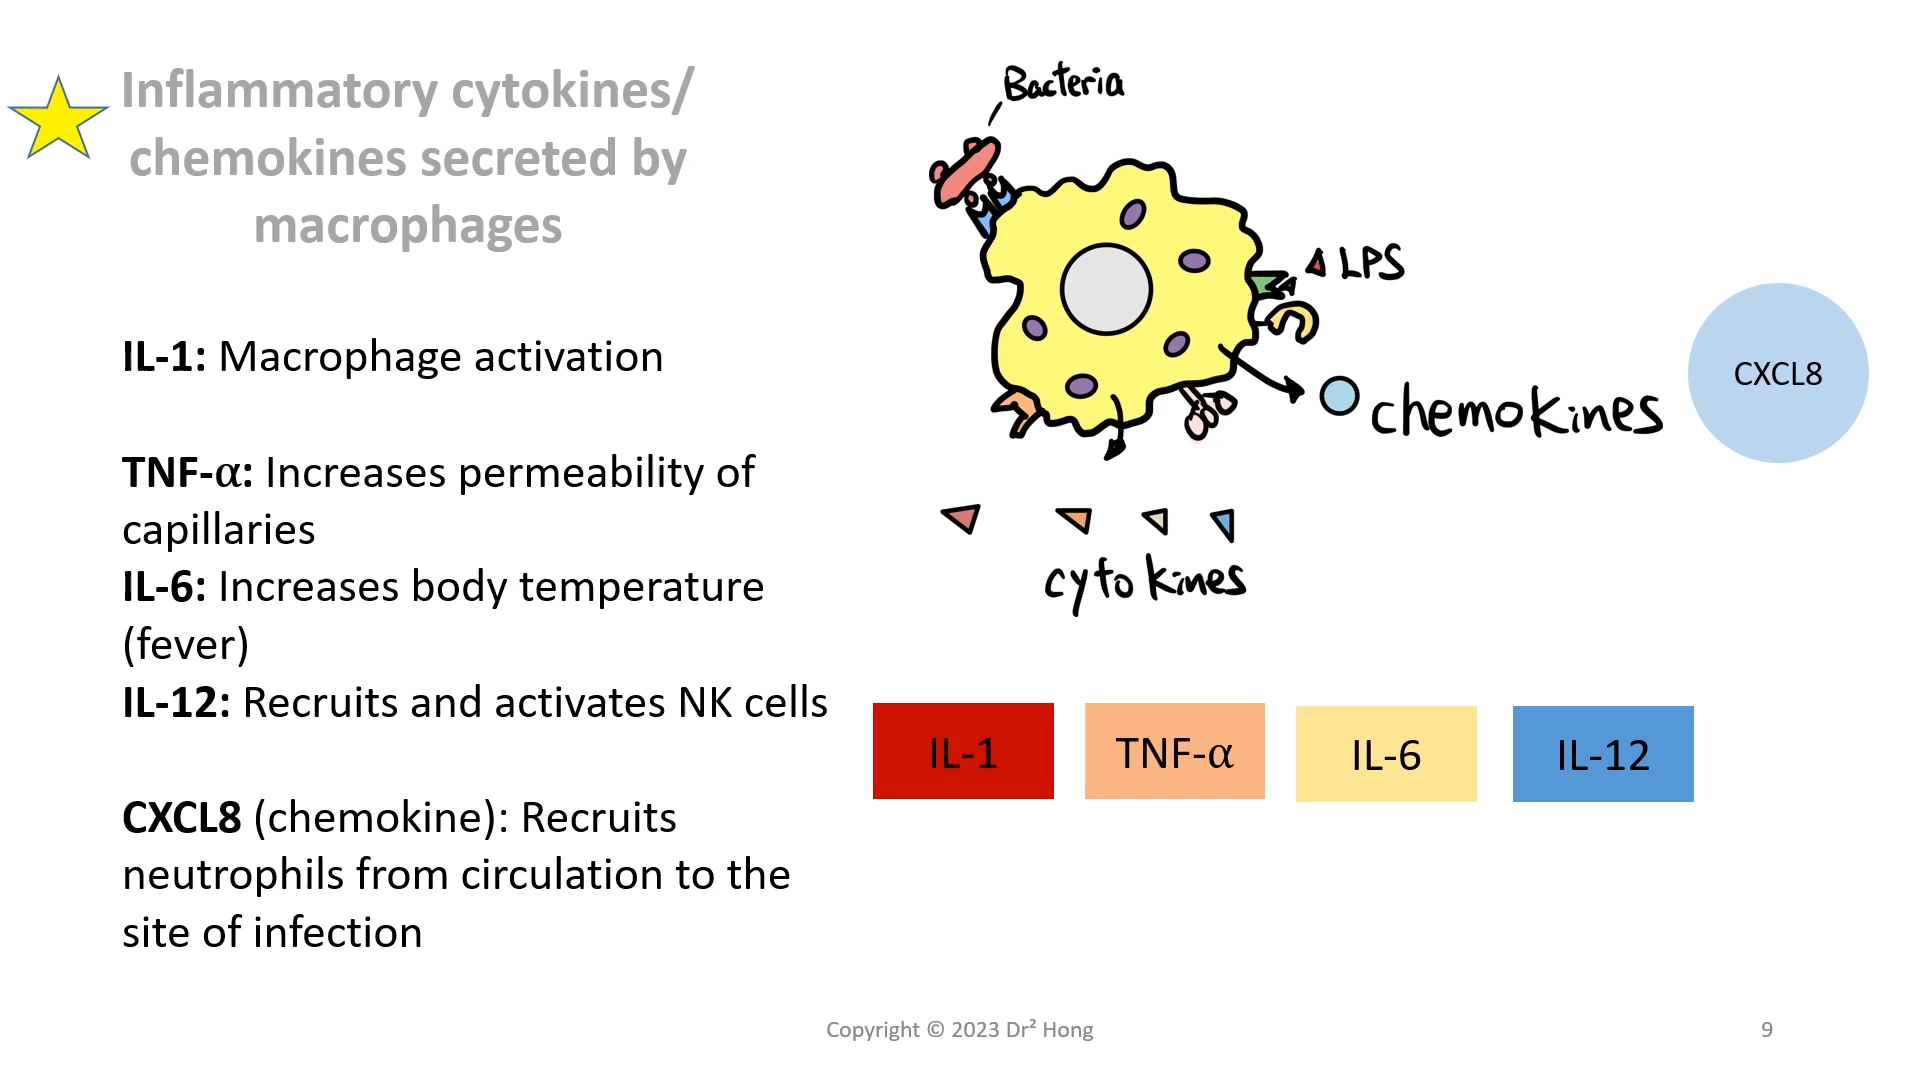 Inflammatory cytokines/
chemokines secreted by
macrophages
IL-1: Macrophage activation
TNF-α: Increases permeability of
capillaries
IL-6: Increases body temperature
(fever)
IL-12: Recruits and activates NK cells
CXCL8 (chemokine): Recruits
neutrophils from circulation to the
site of infection
Bacteria
LPS
chemokines
CXCL8
cytokines
IL-1
TNF-α
IL-6
IL-12
Copyright © 2023 Dr² Hong
9